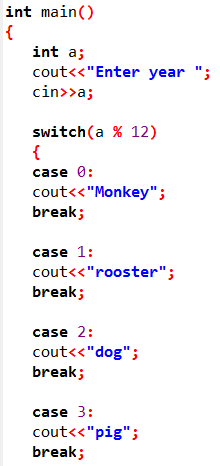 int main()
{
int a;
cout<<"Enter year ";
cin>>a;
switch(a % 12)
{
case 0:
cout<<"Monkey";
break;
case 1:
cout<<"rooster";
break;
case 2:
cout<<"dog";
break;
case 3:
cout<<"pig";
break;